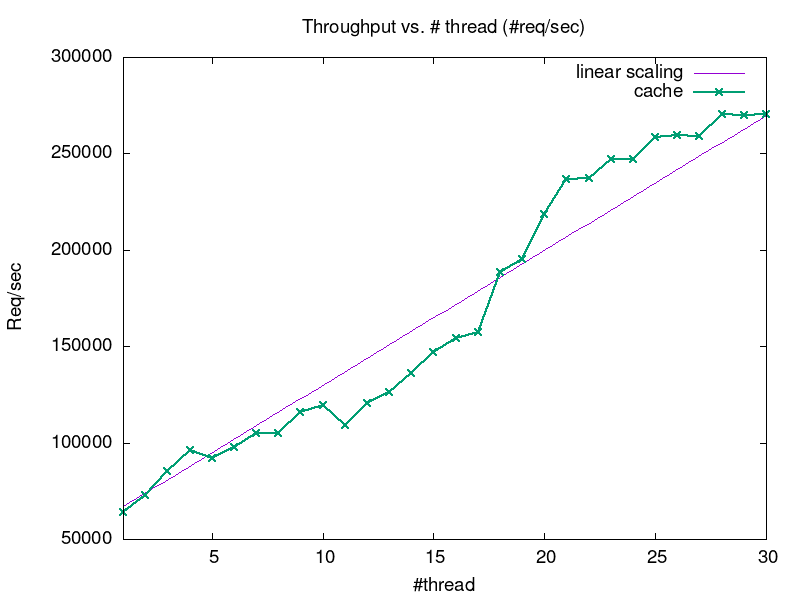 Throughput vs. # thread (#req/sec)
300000
250000
200000
150000
100000
50000
Req/sec
linear scaling
cache
5
10
15
20
25
30
#thread